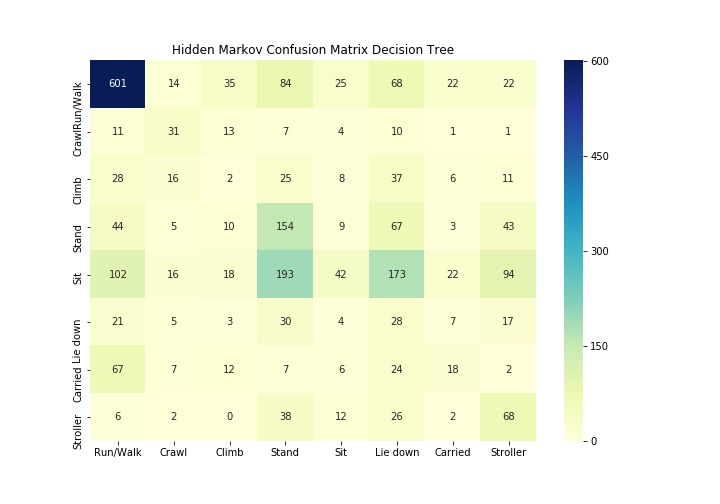 Hidden Markov Confusion Matrix Decision Tree
Run/Walk 601 14 35 84 25 68 22 22
Crawl 11 31 13 7 4 10 1 1
Climb 28 16 2 25 8 37 6 11
Stand 44 5 10 154 9 67 3 43
Sit 102 16 18 193 42 173 22 94
Lie down 21 5 3 30 4 28 7 17
Carried 67 7 12 7 6 24 18 2
Stroller 6 2 0 38 12 26 2 68
Run/Walk Crawl Climb Stand Sit Lie down Carried Stroller
600
450
300
150
0